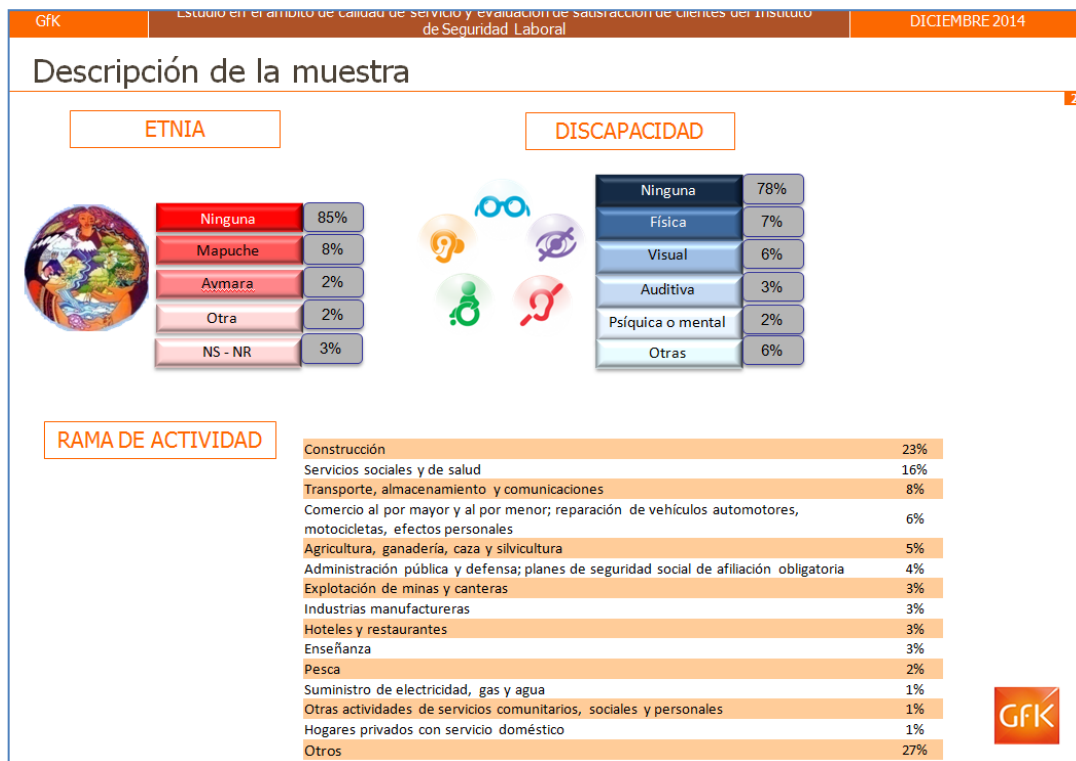 GfK
Estudio en el ámbito de calidad de servicio y evaluación de satisfacción de clientes del Instituto
de Seguridad Laboral
DICIEMBRE 2014
Descripción de la muestra
2
ETNIA
Ninguna 85%
Mapuche 8%
Aymara 2%
Otra 2%
NS - NR 3%
DISCAPACIDAD
Ninguna 78%
Física 7%
Visual 6%
Auditiva 3%
Psíquica o mental 2%
Otras 6%
RAMA DE ACTIVIDAD
Construcción 23%
Servicios sociales y de salud 16%
Transporte, almacenamiento y comunicaciones 8%
Comercio al por mayor y al por menor; reparación de vehículos automotores,
motocicletas, efectos personales 6%
Agricultura, ganadería, caza y silvicultura 5%
Administración pública y defensa; planes de seguridad social de afiliación obligatoria 4%
Explotación de minas y canteras 3%
Industrias manufactureras 3%
Hoteles y restaurantes 3%
Enseñanza 3%
Pesca 2%
Suministro de electricidad, gas y agua 1%
Otras actividades de servicios comunitarios, sociales y personales 1%
Hogares privados con servicio doméstico 1%
Otros 27%
GfK